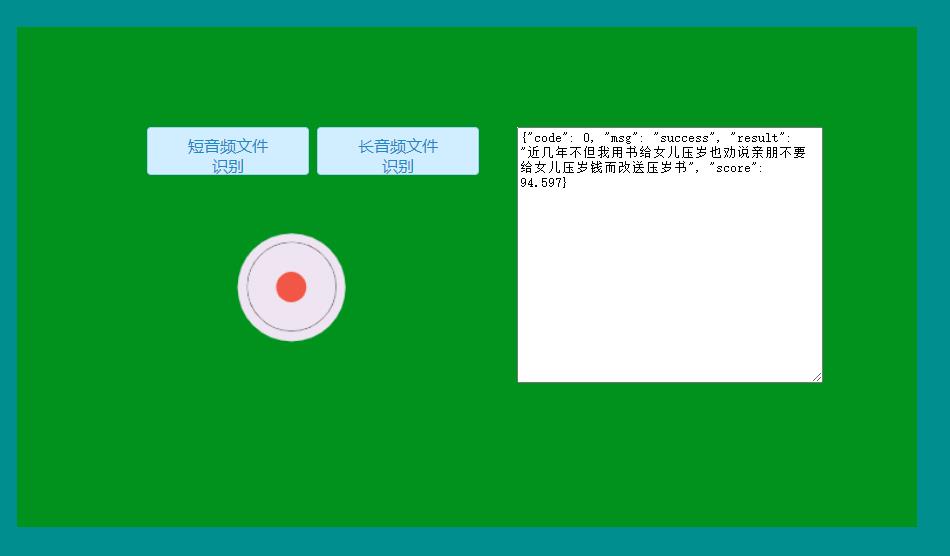 短音频文件
识别
长音频文件
识别
{"code": 0, "msg": "success", "result":
"近几年不但我用书给女儿压岁也劝说亲朋不要
给女儿压岁钱而改送压岁书", "score":
94.597}